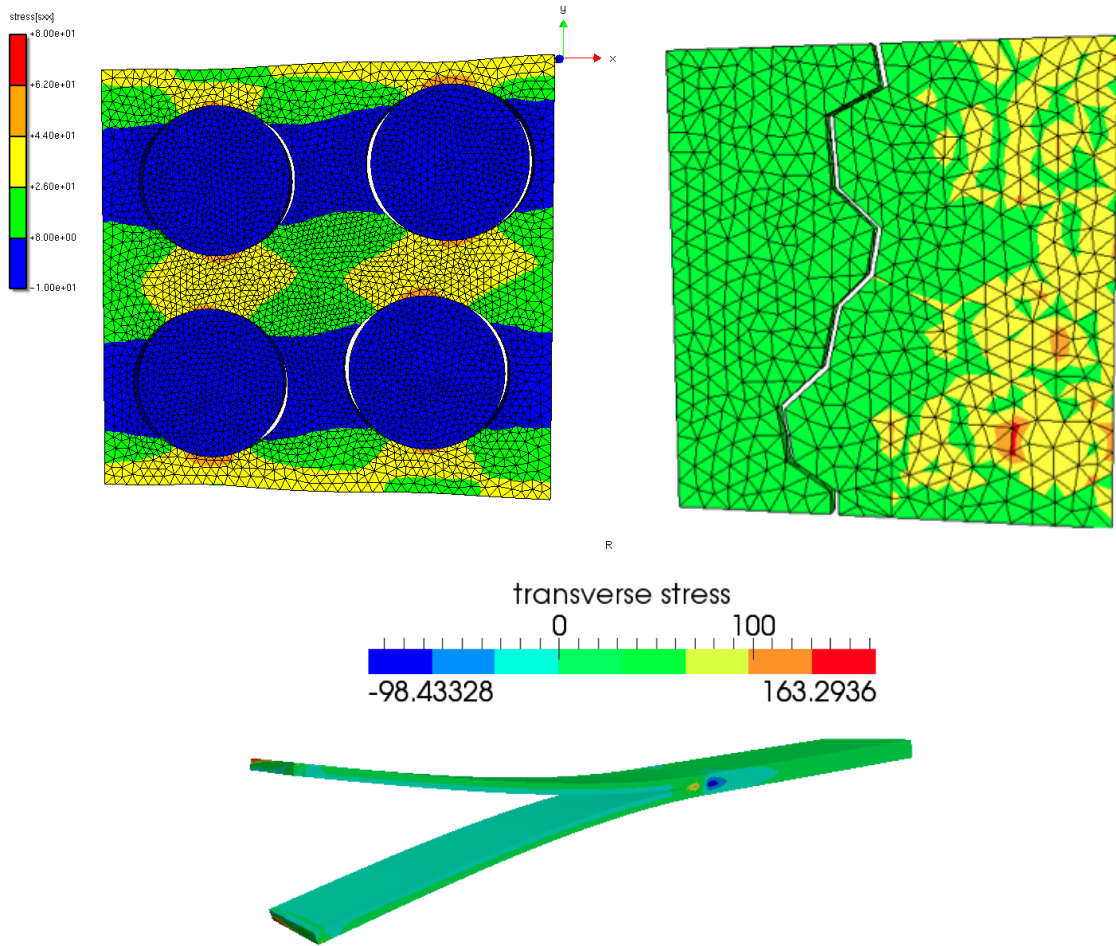 stress[sxx]
+8.00e+01
+6.20e+01
+4.40e+01
+2.60e+01
+8.00e+00
-1.00e+01
y
x
R
transverse stress
0 100
-98.43328 163.2936